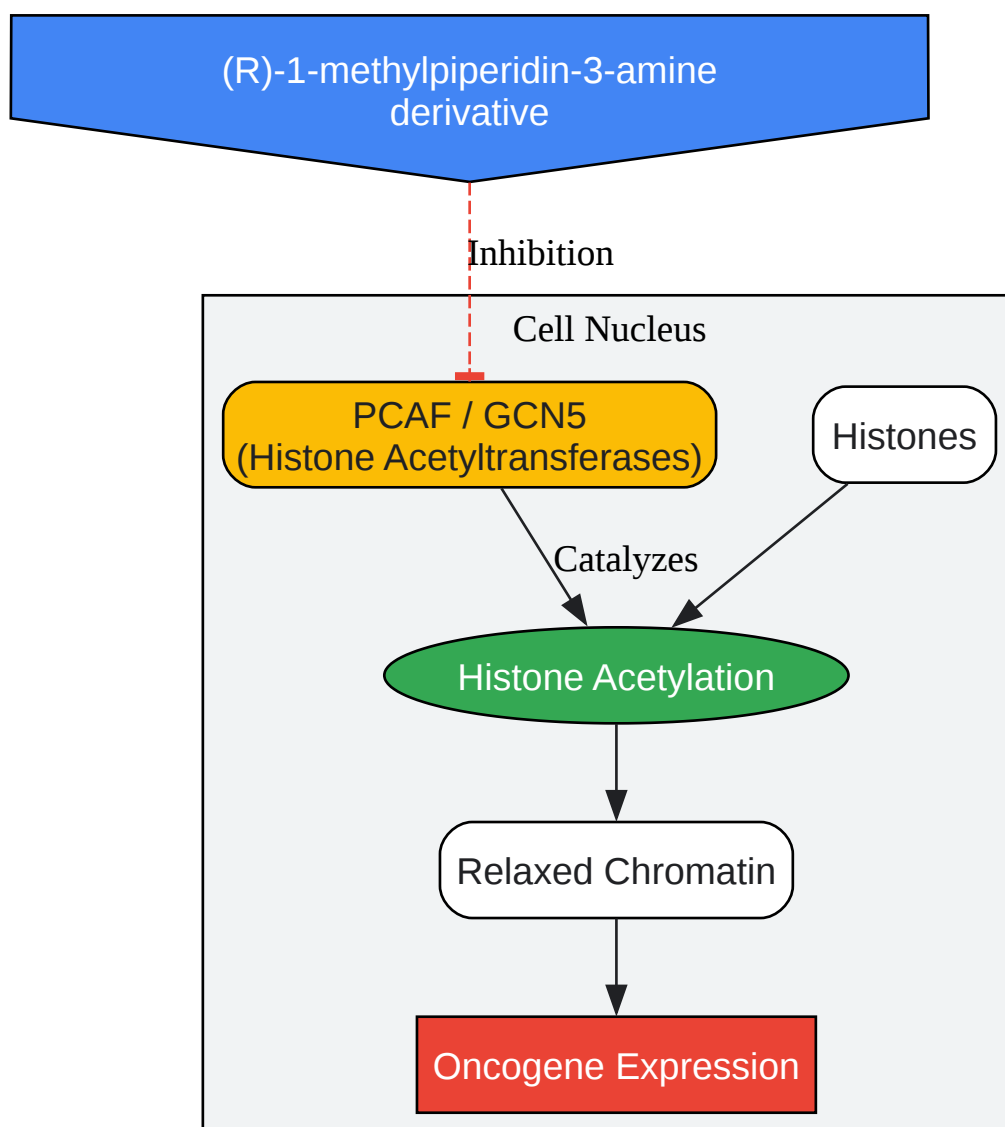 (R)-1-methylpiperidin-3-amine
derivative
Inhibition
Cell Nucleus
PCAF / GCN5
(Histone Acetyltransferases)
Histones
Catalyzes
Histone Acetylation
Relaxed Chromatin
Oncogene Expression